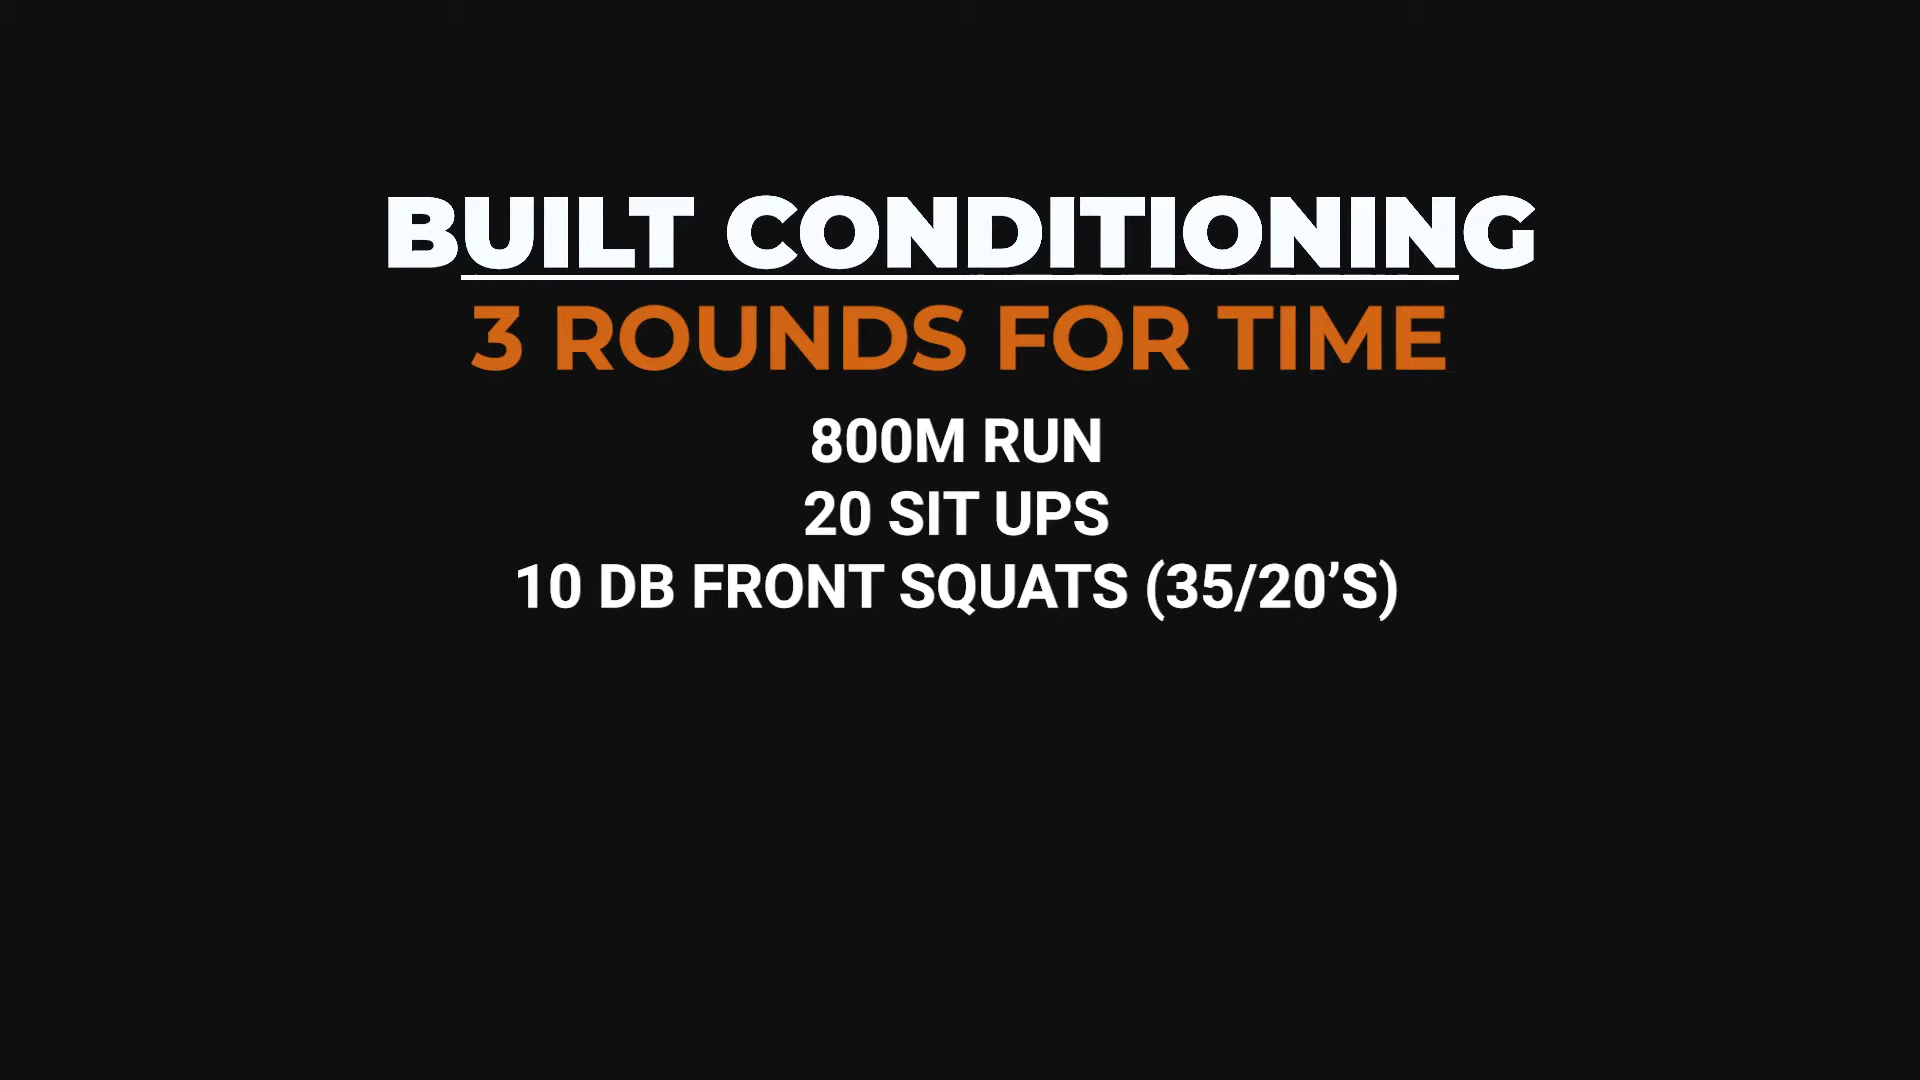 BUILT CONDITIONING
3 ROUNDS FOR TIME
800M RUN
20 SIT UPS
10 DB FRONT SQUATS (35/20’S)